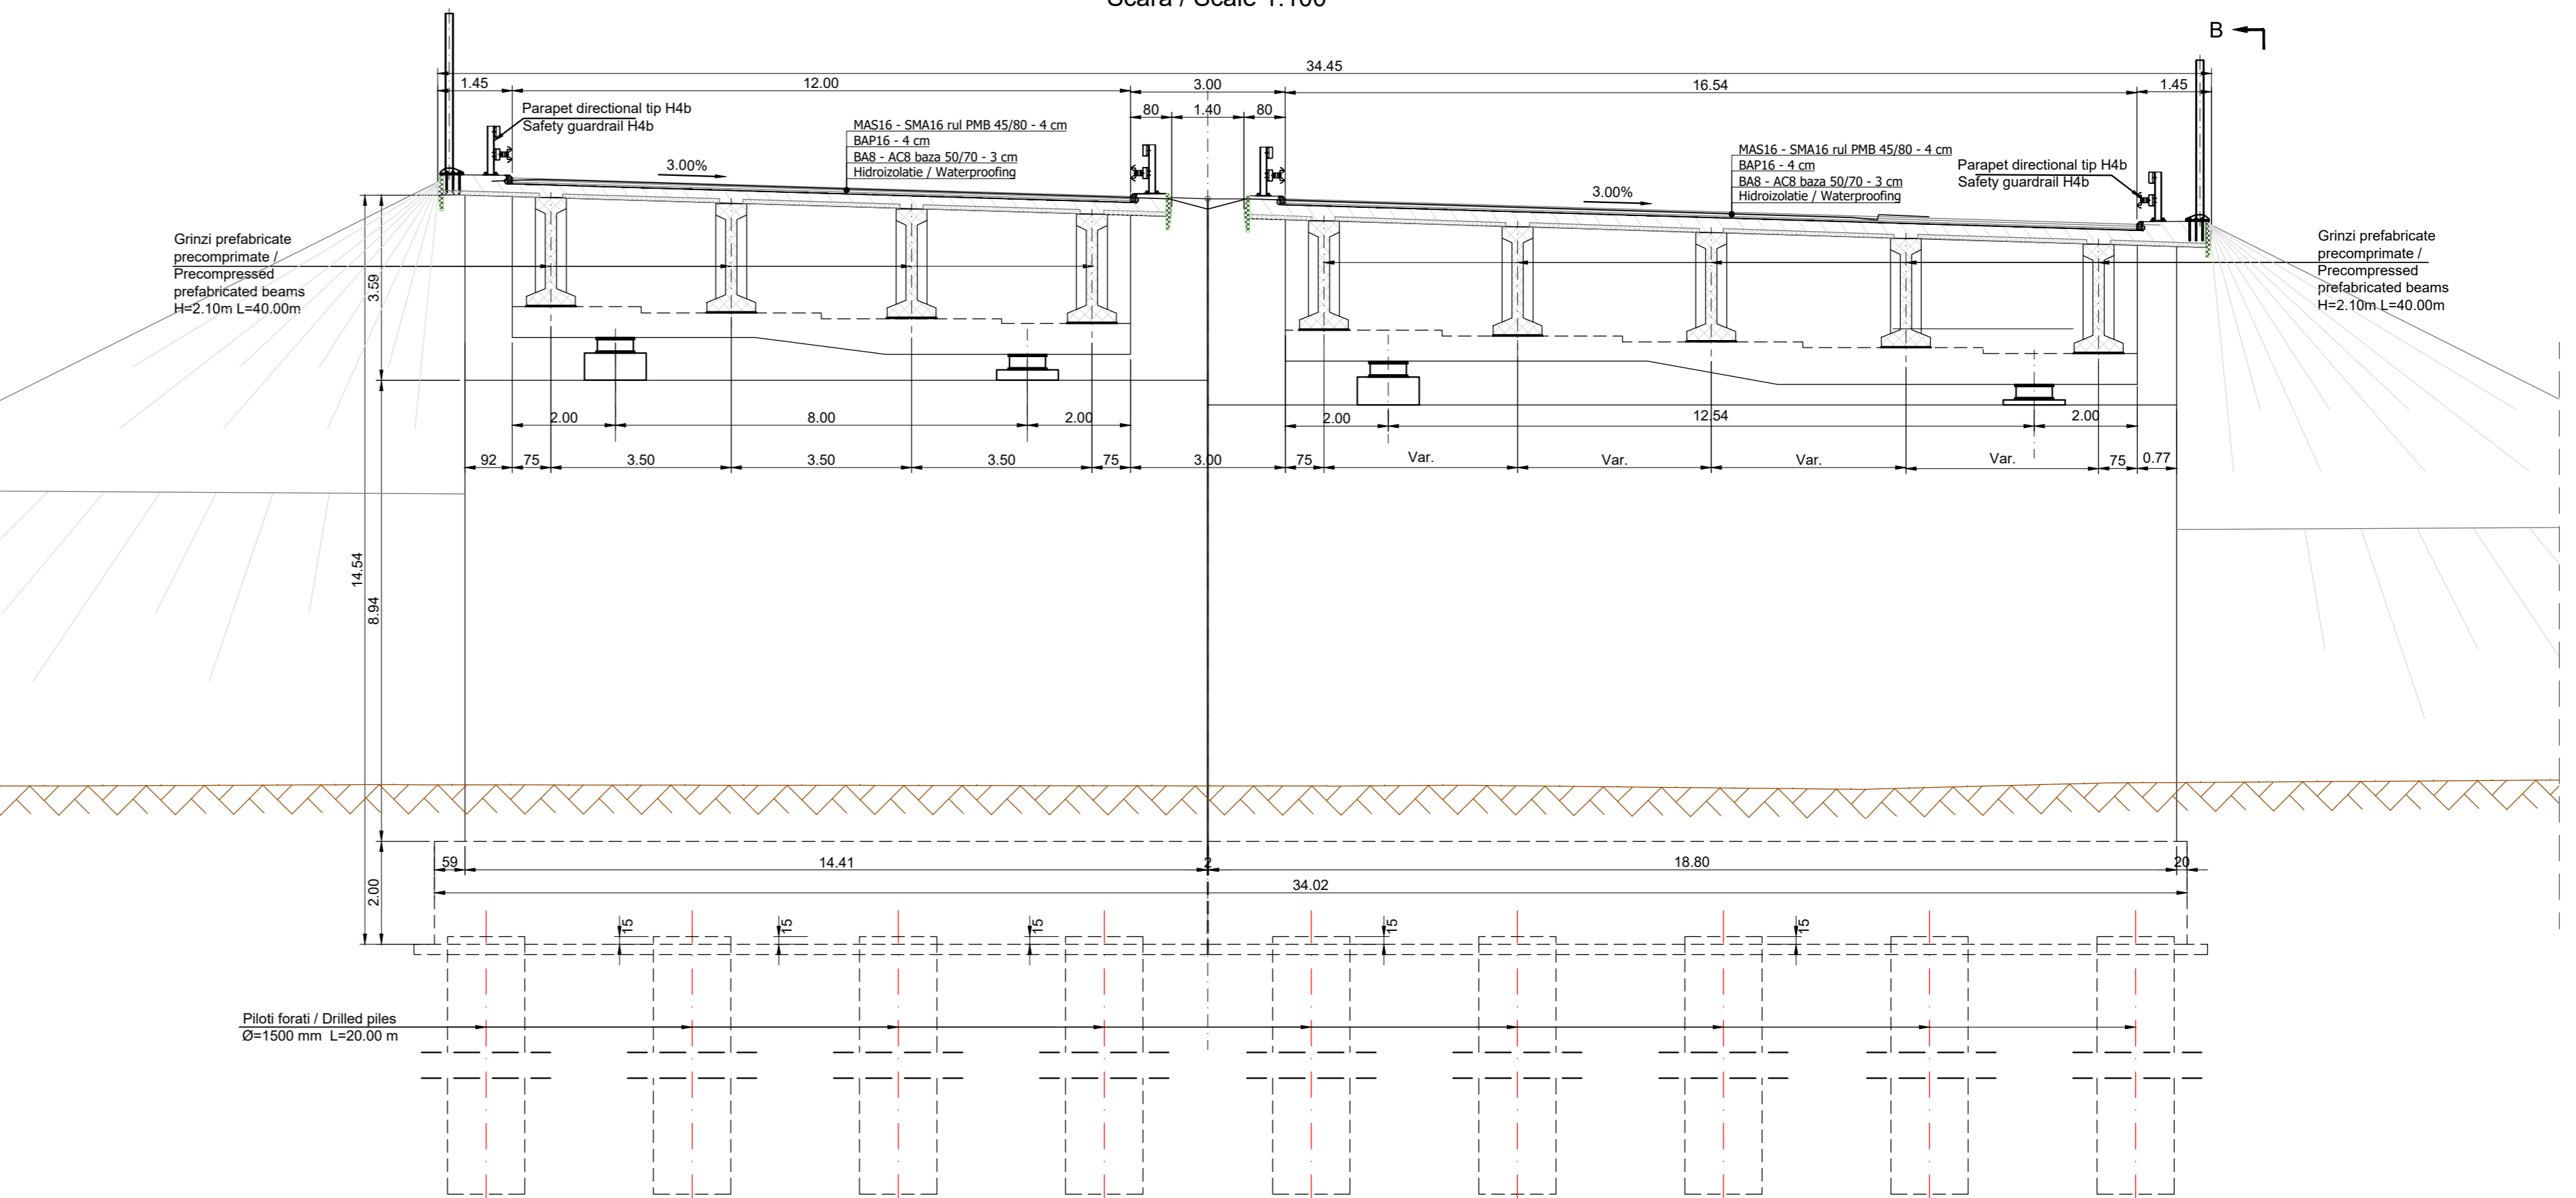 Scara / Scale 1:100
B
34.45
1.45
12.00
3.00
16.54
1.45
80
1.40
80
Parapet directional tip H4b
Safety guardrail H4b
MAS16 - SMA16 rul PMB 45/80 - 4 cm
BAP16 - 4 cm
BA8 - AC8 baza 50/70 - 3 cm
Hidroizolatie / Waterproofing
3.00%
MAS16 - SMA16 rul PMB 45/80 - 4 cm
BAP16 - 4 cm
BA8 - AC8 baza 50/70 - 3 cm
Hidroizolatie / Waterproofing
3.00%
Parapet directional tip H4b
Safety guardrail H4b
Grinzi prefabricate
precomprimate /
Precompressed
prefabricated beams
H=2.10m L=40.00m
Grinzi prefabricate
precomprimate /
Precompressed
prefabricated beams
H=2.10m L=40.00m
3.59
2.00
8.00
2.00
2.00
12.54
2.00
92
75
3.50
3.50
3.50
75
3.00
75
Var.
Var.
Var.
Var.
75
0.77
14.54
8.94
2.00
59
14.41
2
18.80
20
34.02
15
15
15
15
15
Piloti forati / Drilled piles
Ø=1500 mm L=20.00 m